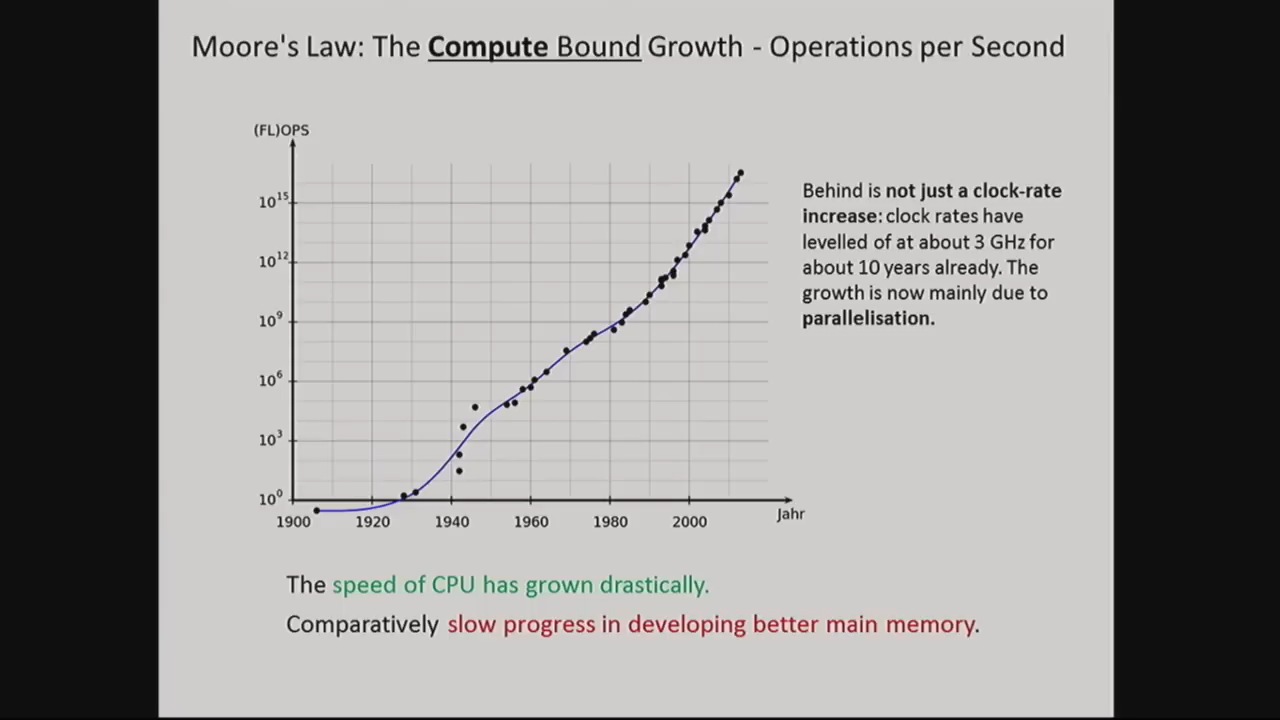 Moore's Law: The Compute Bound Growth - Operations per Second
(FL)OPS
10^15
10^12
10^9
10^6
10^3
10^0
1900 1920 1940 1960 1980 2000 Jahr
Behind is not just a clock-rate
increase: clock rates have
levelled of at about 3 GHz for
about 10 years already. The
growth is now mainly due to
parallelisation.
The speed of CPU has grown drastically.
Comparatively slow progress in developing better main memory.